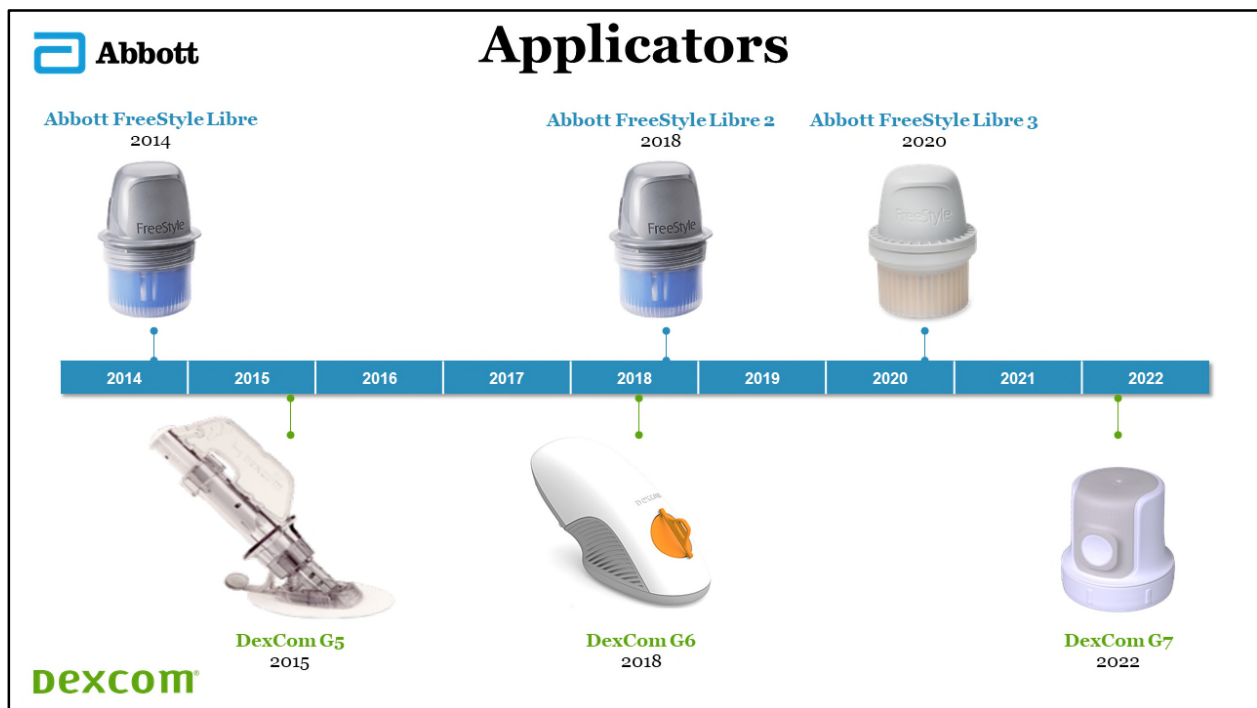 Abbott
Applicators
Abbott FreeStyle Libre
2014
Abbott FreeStyle Libre 2
2018
Abbott FreeStyle Libre 3
2020
FreeStyle
FreeStyle
FreeStyle
2014 2015 2016 2017 2018 2019 2020 2021 2022
DexCom G5
2015
DexCom G6
2018
DexCom G7
2022
Dexcom